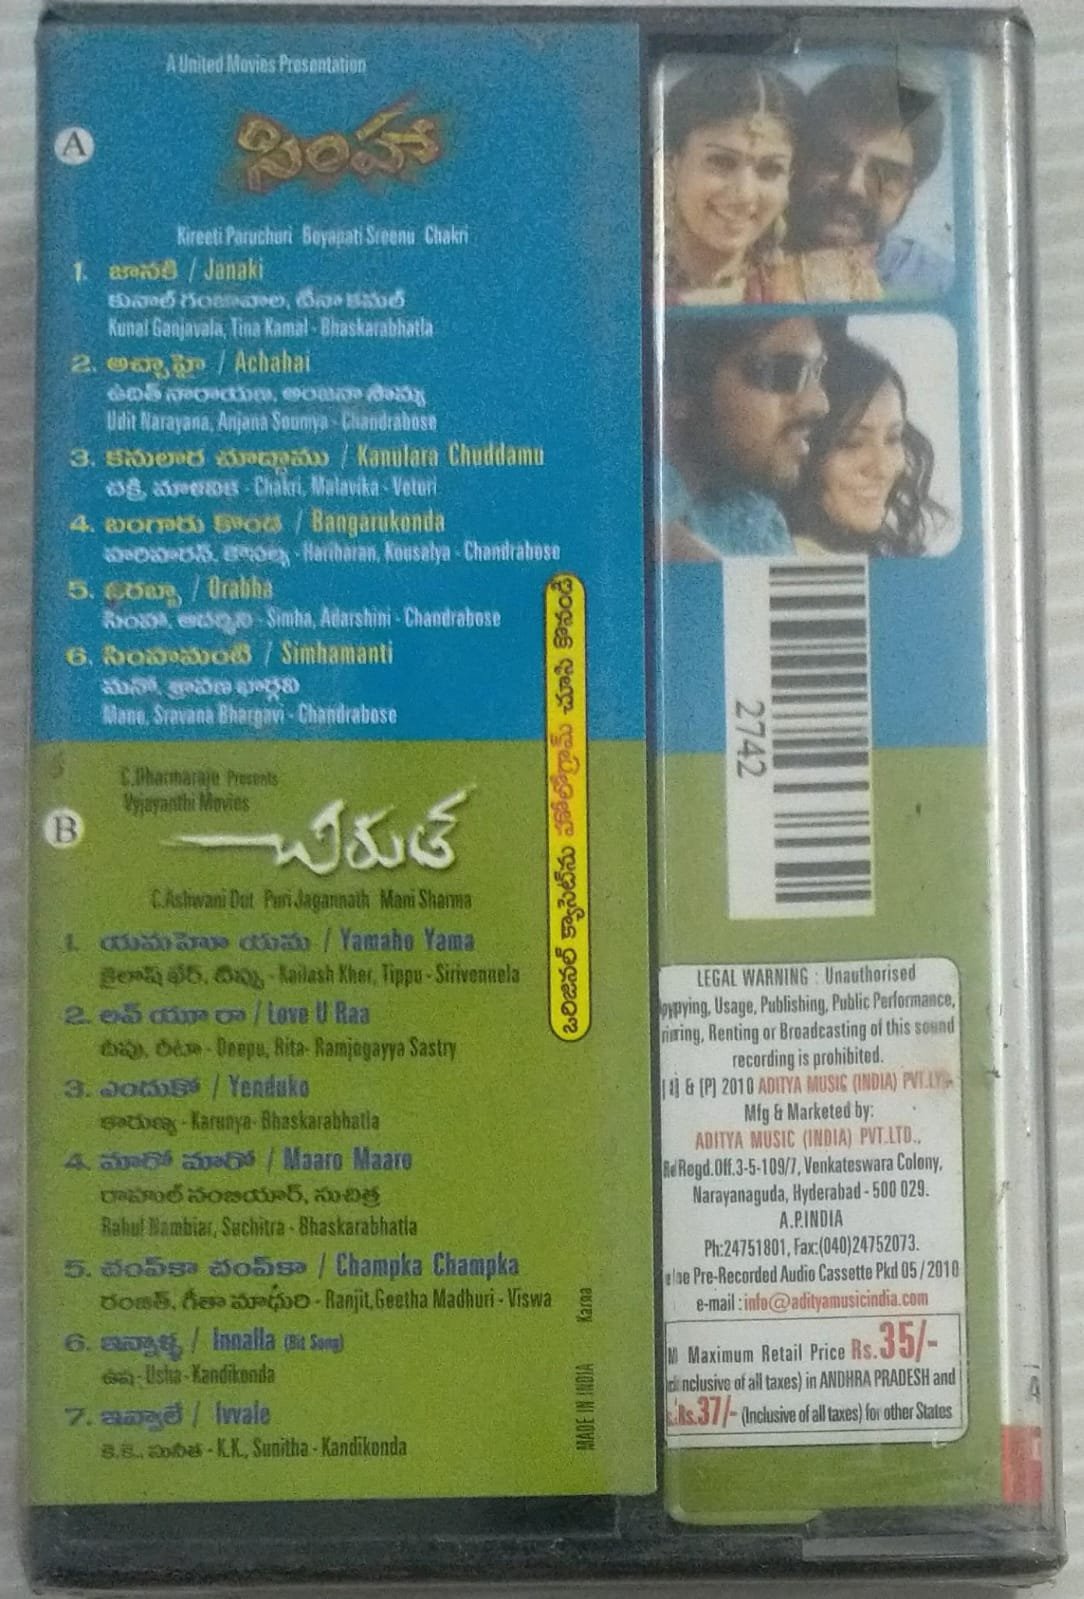 A United Movies Presentation
A
సింహా
Kireeti Paruchuri Boyapati Sreenu Chakri
1. జానకి / Janaki
కునాల్ గంజావాల, టీనా కమల్
Kunal Ganjavala, Tina Kamal - Bhaskarabhatla
2. అచ్ఛాహై / Achahai
ఉదిత్ నారాయణ, అంజనా సౌమ్య
Udit Narayana, Anjana Soumya - Chandrabose
3. కనులార చూద్దాము / Kanulara Chuddamu
చక్రి, మాళవిక - Chakri, Malavika - Veturi
4. బంగారు కొండ / Bangarukonda
హరిహరన్, కౌసల్య - Hariharan, Kousalya - Chandrabose
5. ఓరబ్బా / Orabba
సింహా, ఆదర్శిని - Simha, Adarshini - Chandrabose
6. సింహమంటి / Simhamanti
మనో, శ్రావణ భార్గవి
Mano, Sravana Bhargavi - Chandrabose
C.Dharmaraju Presents
Vyjayanthi Movies
B
చిరుత
C.Ashwani Dut Puri Jagannath Mani Sharma
1. యమహో యమ / Yamaho Yama
కైలాష్ ఖేర్, టిప్పు - Kailash Kher, Tippu - Sirivennela
2. లవ్ యూ రా / Love U Raa
దీపు, రీటా - Deepu, Rita- Ramjogayya Sastry
3. ఎందుకో / Yenduko
కారుణ్య - Karunya- Bhaskarabhatla
4. మారో మారో / Maaro Maaro
రాహుల్ నంబియార్, సుచిత్ర
Rahul Nambiar, Suchitra - Bhaskarabhatla
5. చంప్‌కా చంప్‌కా / Champka Champka
రంజిత్, గీతా మాధురి - Ranjit, Geetha Madhuri - Viswa
6. ఇన్నాళ్ళ / Innalla (Bit Song)
ఉష - Usha - Kandikonda
7. ఇవ్వాలే / Ivvale
కె.కె., సునీత - K.K., Sunitha - Kandikonda
ఒరిజినల్ క్యాసెట్‌ను హోలోగ్రామ్ చూసి కొనండి
MADE IN INDIA Karna
2742
LEGAL WARNING : Unauthorised
opying, Usage, Publishing, Public Performance,
Renting or Broadcasting of this sound
recording is prohibited.
& [P] 2010 ADITYA MUSIC (INDIA) PVT.LT
Mfg & Marketed by:
ADITYA MUSIC (INDIA) PVT.LTD.,
Regd.Off.3-5-109/7, Venkateswara Colony,
Narayanaguda, Hyderabad - 500 029.
A.P.INDIA
Ph:24751801, Fax:(040)24752073.
Pre-Recorded Audio Cassette Pkd 05 / 2010
e-mail : info@adityamusicindia.com
Maximum Retail Price Rs.35/-
nclusive of all taxes) in ANDHRA PRADESH and
Rs.37/- (Inclusive of all taxes) for other States